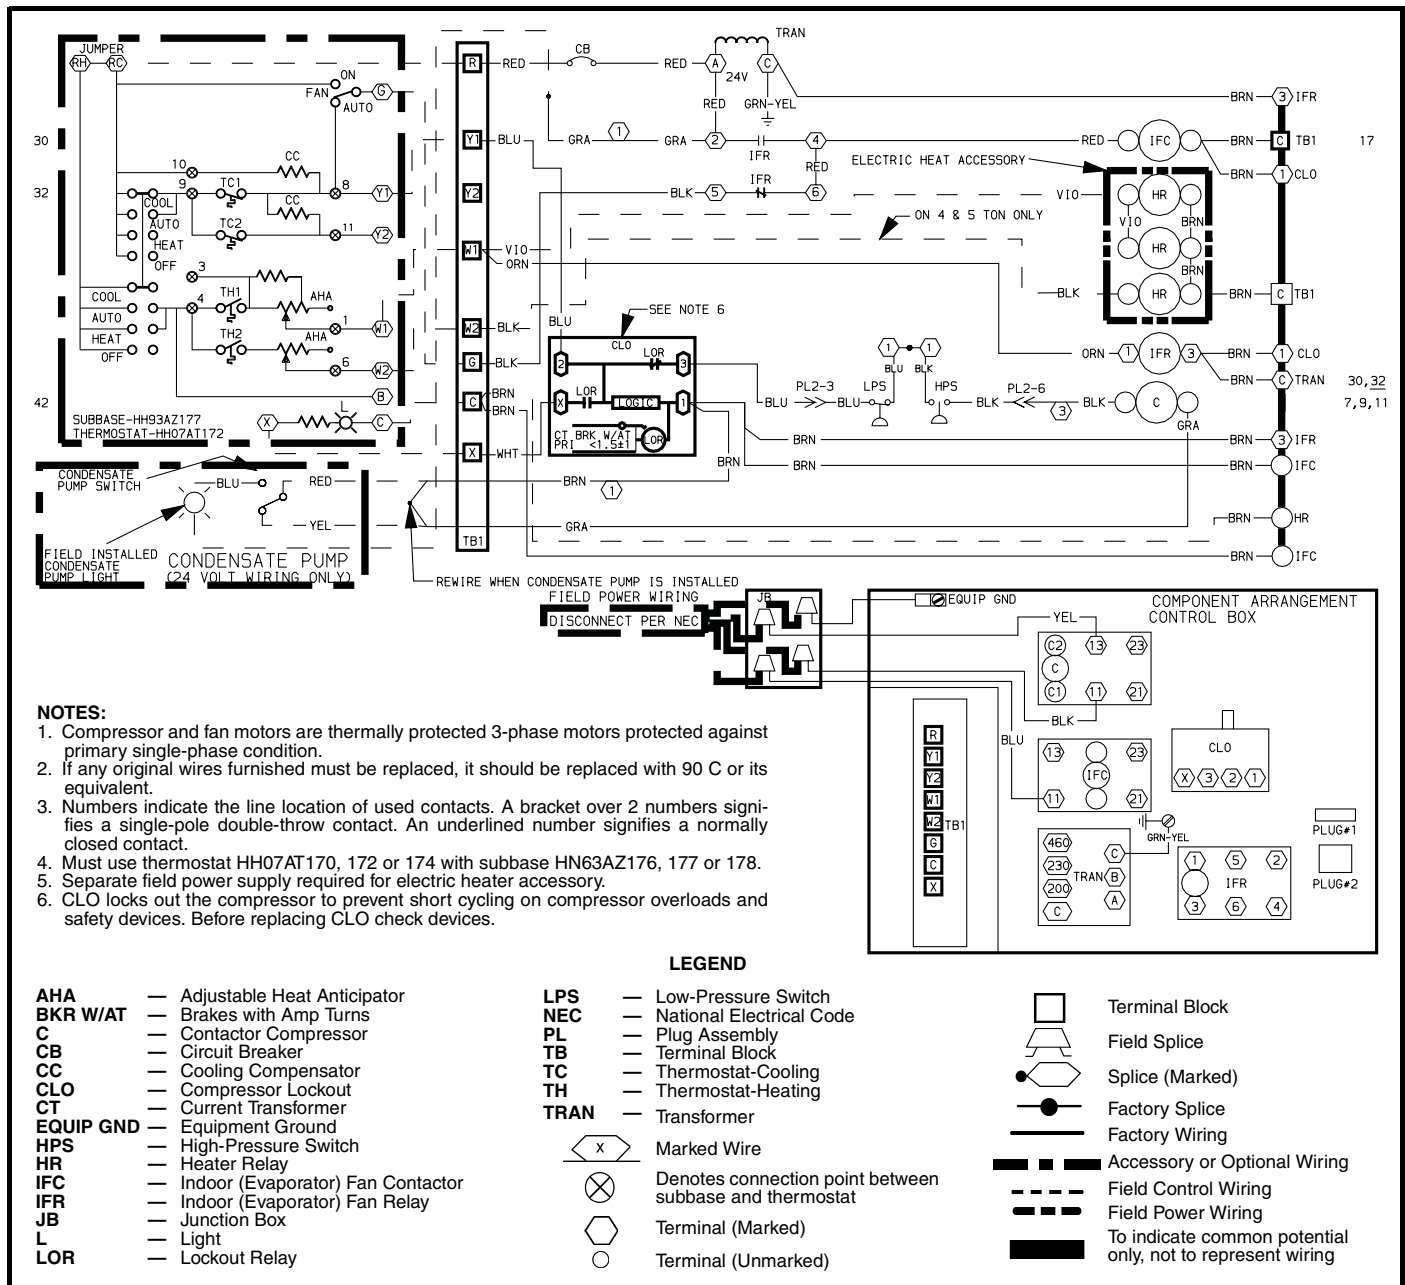 JUMPER
RH RC
ON
FAN
G
AUTO
30
10
CC
32
9
TC1
8
Y1
COOL
CC
AUTO
TC2
11
Y2
HEAT
OFF
3
COOL
4
TH1
AHA
AUTO
1
W1
HEAT
TH2
AHA
OFF
6
W2
B
42
L
SUBBASE-HH93AZ177
THERMOSTAT-HH07AT172
X
C
CONDENSATE
PUMP SWITCH
BLU
RED
YEL
FIELD INSTALLED
CONDENSATE
PUMP LIGHT
CONDENSATE PUMP
(24 VOLT WIRING ONLY)
R RED CB RED A C TRAN
24V
RED GRN-YEL
BRN 3 IFR
Y1 BLU GRA 1 GRA 2 IFR 4 RED IFC BRN C TB1 17
RED
ELECTRIC HEAT ACCESSORY
BRN 1 CLO
Y2 BLK 5 IFR 6
VIO HR
VIO BRN
ON 4 & 5 TON ONLY
W1 VIO
ORN
HR
BRN
BLK HR BRN C TB1
W2 BLK
BLU
SEE NOTE 6
G BLK
CLO
2 LOR 3
1 1
BLU BLK
ORN 1 IFR 3 BRN 1 CLO
BRN C TRAN 30,32
7,9,11
C BRN
BRN
X LOR LOGIC 1
BLU PL2-3 BLU LPS HPS BLK PL2-6 3 BLK C
GRA
CT BRK W/AT
PRI <1.5±1 LOR
X WHT
BRN
BRN BRN 3 IFR
BRN BRN IFC
BRN 1
GRA
BRN HR
BRN IFC
TB1
REWIRE WHEN CONDENSATE PUMP IS INSTALLED
FIELD POWER WIRING
DISCONNECT PER NEC
JB
EQUIP GND
COMPONENT ARRANGEMENT
CONTROL BOX
YEL
C2 13 23
C
C1 11 21
BLK
BLU
R
Y1
Y2
W1
W2
TB1
G
C
X
13 23
IFC
11 21
CLO
X 3 2 1
GRN-YEL
PLUG#1
PLUG#2
460
230
200
C
TRAN
C
B
A
1 5 2
IFR
3 6 4
NOTES:
1. Compressor and fan motors are thermally protected 3-phase motors protected against
primary single-phase condition.
2. If any original wires furnished must be replaced, it should be replaced with 90 C or its
equivalent.
3. Numbers indicate the line location of used contacts. A bracket over 2 numbers signi-
fies a single-pole double-throw contact. An underlined number signifies a normally
closed contact.
4. Must use thermostat HH07AT170, 172 or 174 with subbase HN63AZ176, 177 or 178.
5. Separate field power supply required for electric heater accessory.
6. CLO locks out the compressor to prevent short cycling on compressor overloads and
safety devices. Before replacing CLO check devices.
LEGEND
AHA — Adjustable Heat Anticipator
BKR W/AT — Brakes with Amp Turns
C — Contactor Compressor
CB — Circuit Breaker
CC — Cooling Compensator
CLO — Compressor Lockout
CT — Current Transformer
EQUIP GND — Equipment Ground
HPS — High-Pressure Switch
HR — Heater Relay
IFC — Indoor (Evaporator) Fan Contactor
IFR — Indoor (Evaporator) Fan Relay
JB — Junction Box
L — Light
LOR — Lockout Relay
LPS — Low-Pressure Switch
NEC — National Electrical Code
PL — Plug Assembly
TB — Terminal Block
TC — Thermostat-Cooling
TH — Thermostat-Heating
TRAN — Transformer
X Marked Wire
Denotes connection point between
subbase and thermostat
Terminal (Marked)
Terminal (Unmarked)
Terminal Block
Field Splice
Splice (Marked)
Factory Splice
Factory Wiring
Accessory or Optional Wiring
Field Control Wiring
Field Power Wiring
To indicate common potential
only, not to represent wiring